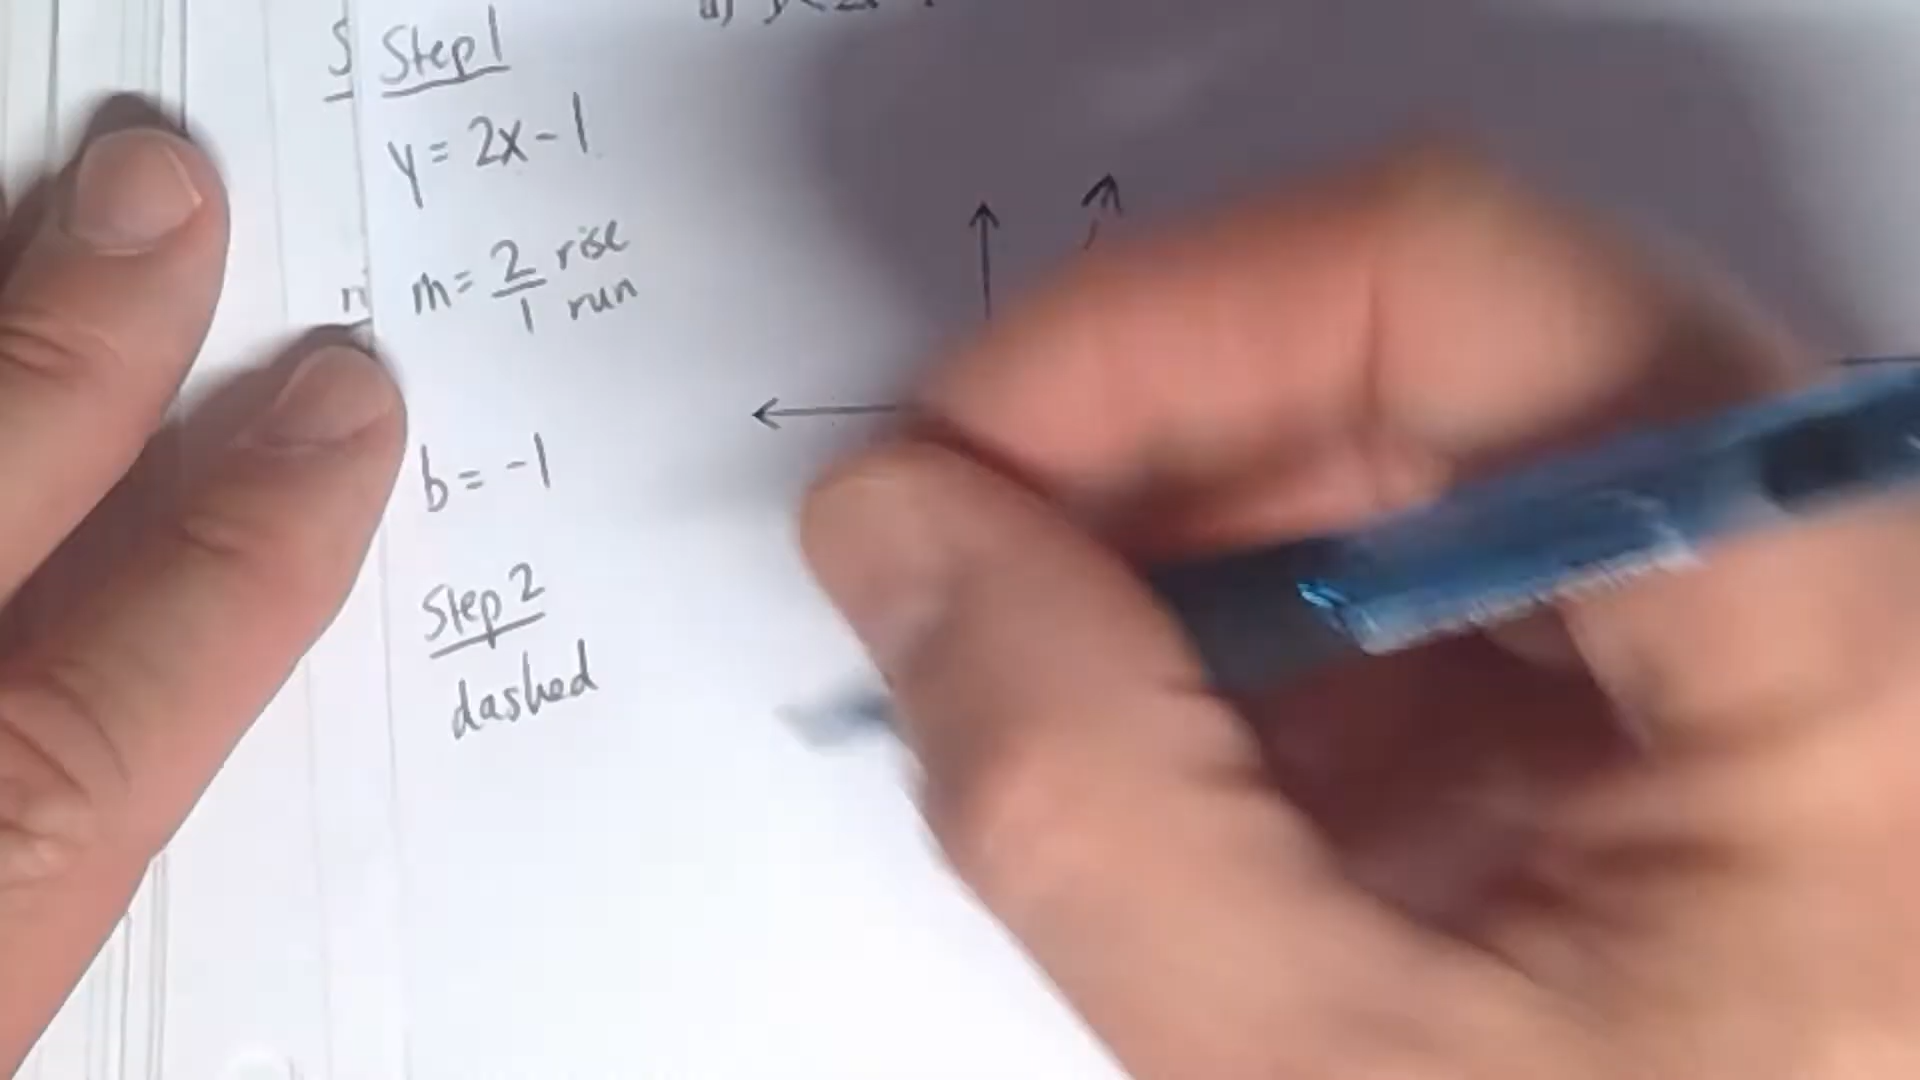 S Step 1
y = 2x - 1
m = 2/1 rise run
b = -1
Step 2
dashed